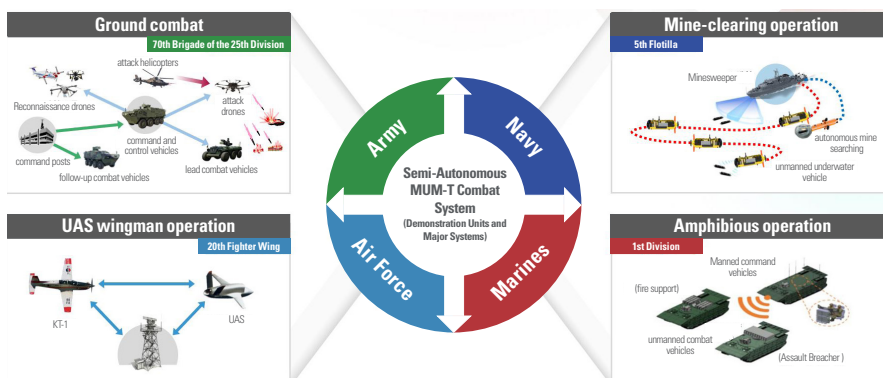 Ground combat
70th Brigade of the 25th Division
attack helicopters
Reconnaissance drones
attack
drones
command posts
command and
control vehicles
follow-up combat vehicles
lead combat vehicles
Mine-clearing operation
5th Flotilla
Minesweeper
autonomous mine
searching
unmanned underwater
vehicle
Army
Navy
Semi-Autonomous
MUM-T Combat
System
(Demonstration Units and
Major Systems)
Air Force
Marines
UAS wingman operation
20th Fighter Wing
KT-1
UAS
Amphibious operation
1st Division
Manned command
vehicles
(fire support)
unmanned combat
vehicles
(Assault Breacher )